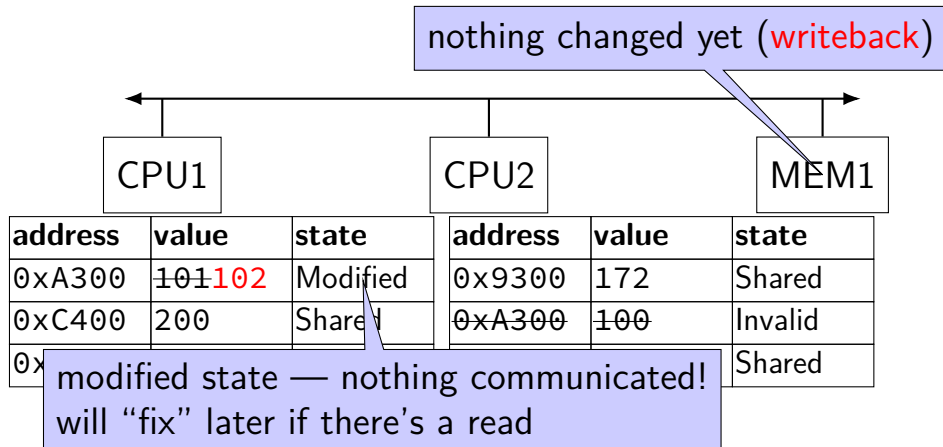 nothing changed yet (writeback)
CPU1 CPU2 MEM1
address value state address value state
0xA300 101102 Modified 0x9300 172 Shared
0xC400 200 Shared 0xA300 100 Invalid
0x Shared
modified state — nothing communicated!
will “fix” later if there's a read